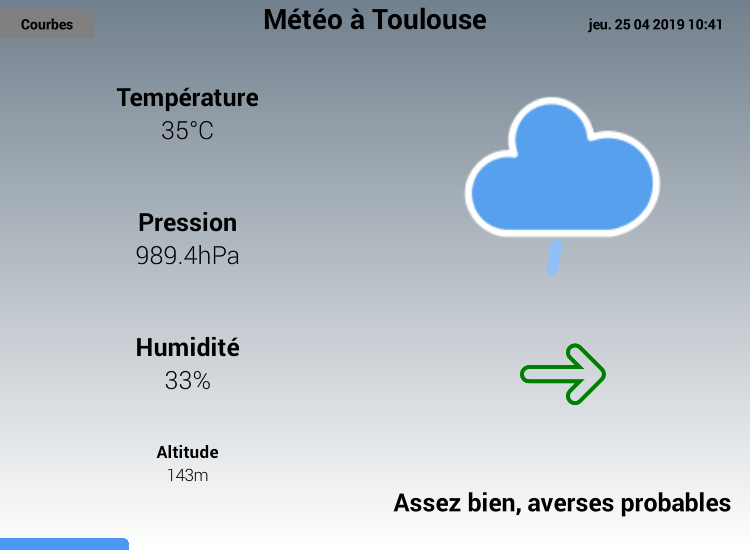 Courbes
Météo à Toulouse
jeu. 25 04 2019 10:41
Température
35°C
Pression
989.4hPa
Humidité
33%
Altitude
143m
Assez bien, averses probables